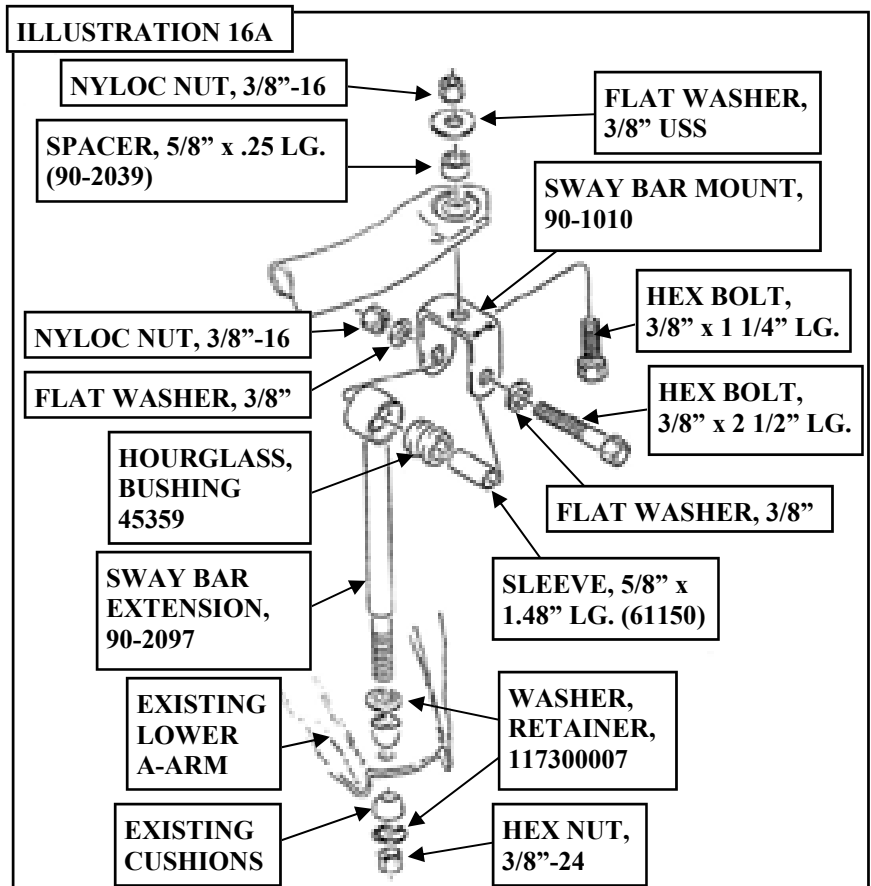 ILLUSTRATION 16A
NYLOC NUT, 3/8”-16
FLAT WASHER,
3/8” USS
SPACER, 5/8” x .25 LG.
(90-2039)
SWAY BAR MOUNT,
90-1010
HEX BOLT,
3/8” x 1 1/4” LG.
NYLOC NUT, 3/8”-16
FLAT WASHER, 3/8”
HEX BOLT,
3/8” x 2 1/2” LG.
HOURGLASS,
BUSHING
45359
FLAT WASHER, 3/8”
SWAY BAR
EXTENSION,
90-2097
SLEEVE, 5/8” x
1.48” LG. (61150)
EXISTING
LOWER
A-ARM
WASHER,
RETAINER,
117300007
EXISTING
CUSHIONS
HEX NUT,
3/8”-24